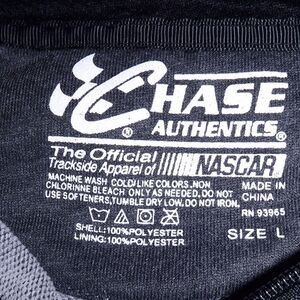 CHASE
AUTHENTICS®
The Official
Trackside Apparel of NASCAR
MACHINE WASH COLD/LIKE COLORS, NON
CHLORINNE BLEACH ONLY AS NEEDED, DO NOT
USE SOFTENERS, TUMBLE DRY LOW, DO NOT IRON.
MADE IN
CHINA
RN 93965
SHELL:100%POLYESTER
LINING:100%POLYESTER
SIZE L